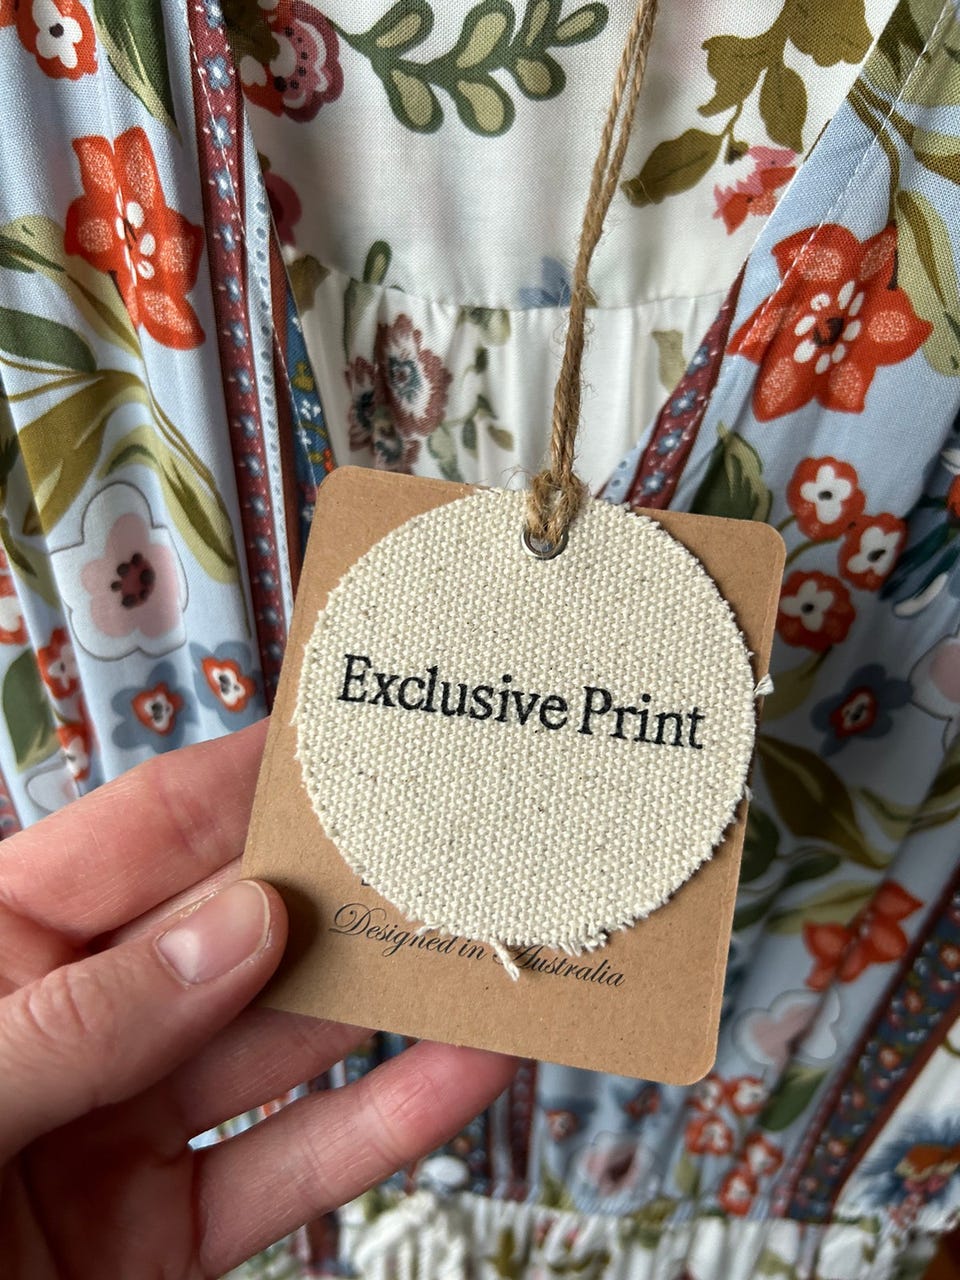 Exclusive Print
Designed in Australia